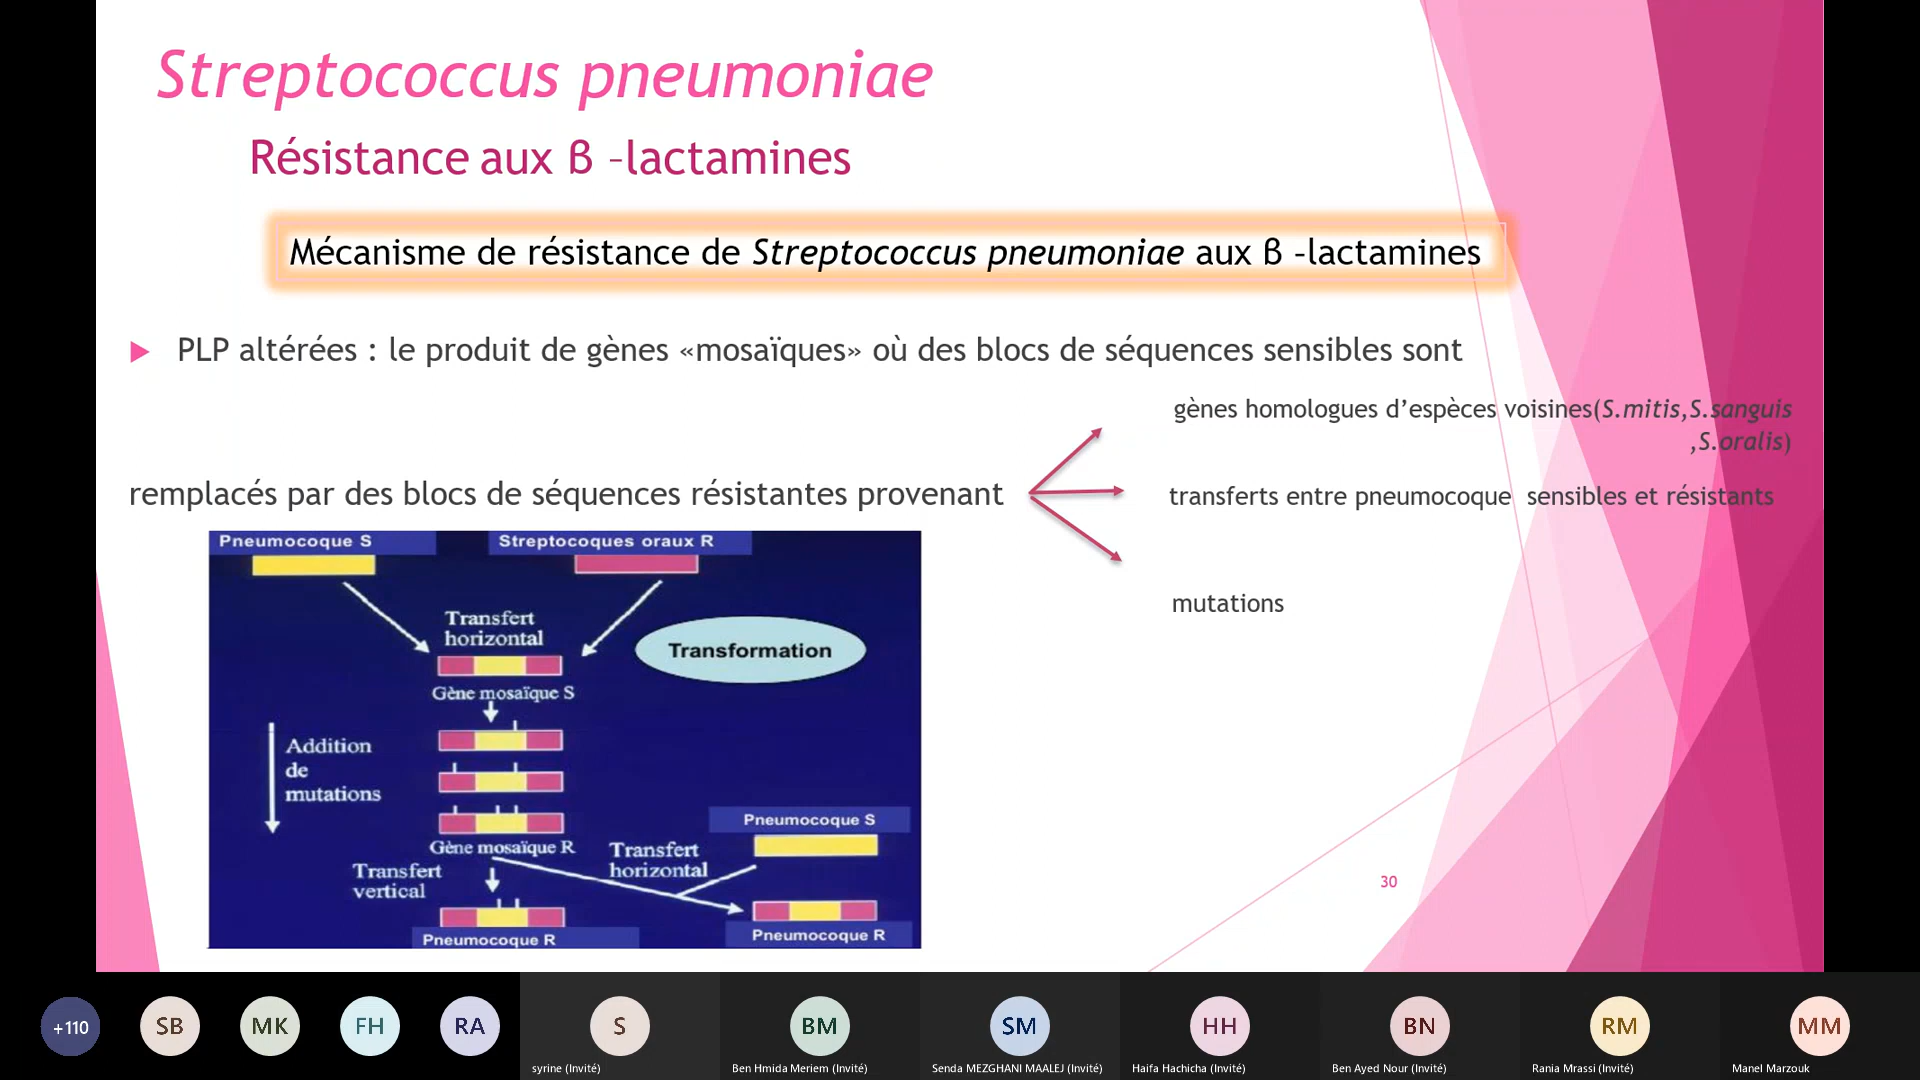 Streptococcus pneumoniae
Résistance aux ß –lactamines
Mécanisme de résistance de Streptococcus pneumoniae aux ß –lactamines
PLP altérées : le produit de gènes «mosaïques» où des blocs de séquences sensibles sont
gènes homologues d’espèces voisines(S.mitis,S.sanguis
,S.oralis)
remplacés par des blocs de séquences résistantes provenant
transferts entre pneumocoque sensibles et résistants
mutations
Pneumocoque S
Streptocoques oraux R
Transfert
horizontal
Transformation
Gène mosaïque S
Addition
de
mutations
Pneumocoque S
Gène mosaïque R
Transfert
horizontal
Transfert
vertical
Pneumocoque R
Pneumocoque R
30
+110
SB
MK
FH
RA
S
BM
SM
HH
BN
RM
MM
syrine (Invité)
Ben Hmida Meriem (Invité)
Senda MEZGHANI MAALEJ (Invité)
Haifa Hachicha (Invité)
Ben Ayed Nour (Invité)
Rania Mrassi (Invité)
Manel Marzouk